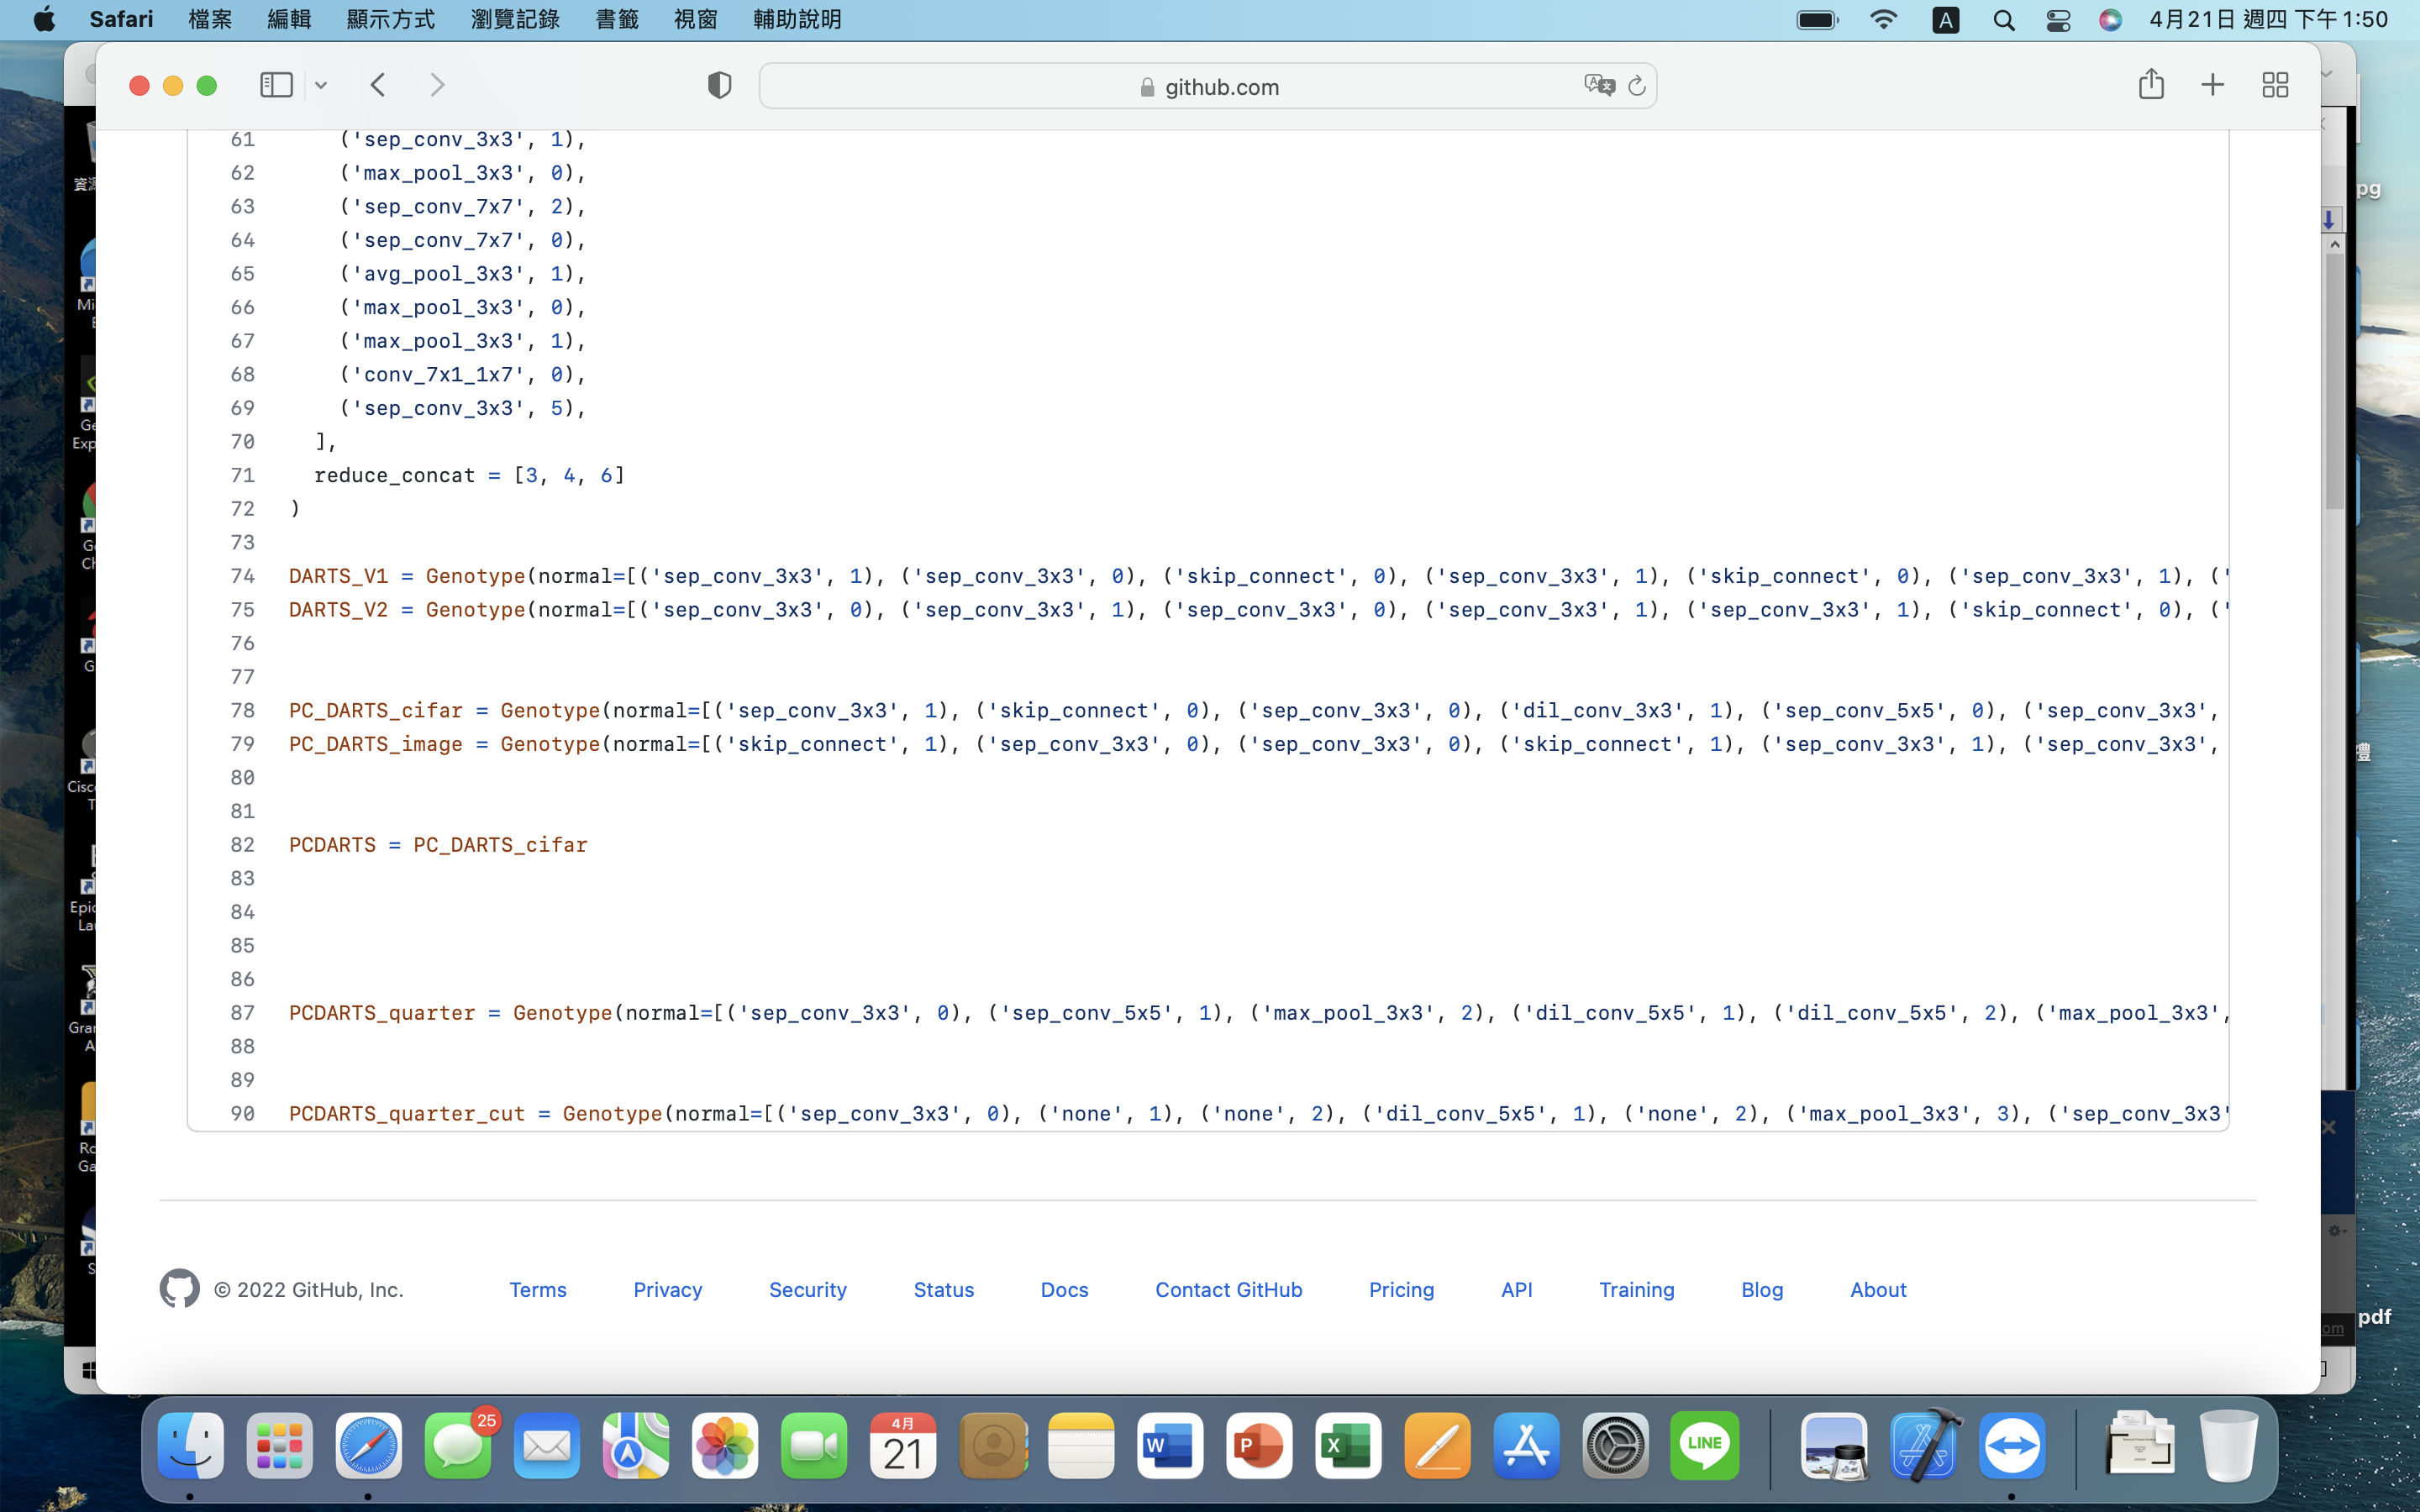 Safari 檔案 編輯 顯示方式 瀏覽記錄 書籤 視窗 輔助說明 A 4月21日 週四 下午1:50
github.com
61 ('sep_conv_3x3', 1),
62 ('max_pool_3x3', 0),
63 ('sep_conv_7x7', 2),
64 ('sep_conv_7x7', 0),
65 ('avg_pool_3x3', 1),
66 ('max_pool_3x3', 0),
67 ('max_pool_3x3', 1),
68 ('conv_7x1_1x7', 0),
69 ('sep_conv_3x3', 5),
70 ],
71 reduce_concat = [3, 4, 6]
72 )
73
74 DARTS_V1 = Genotype(normal=[('sep_conv_3x3', 1), ('sep_conv_3x3', 0), ('skip_connect', 0), ('sep_conv_3x3', 1), ('skip_connect', 0), ('sep_conv_3x3', 1), ('
75 DARTS_V2 = Genotype(normal=[('sep_conv_3x3', 0), ('sep_conv_3x3', 1), ('sep_conv_3x3', 0), ('sep_conv_3x3', 1), ('sep_conv_3x3', 1), ('skip_connect', 0), ('
76
77
78 PC_DARTS_cifar = Genotype(normal=[('sep_conv_3x3', 1), ('skip_connect', 0), ('sep_conv_3x3', 0), ('dil_conv_3x3', 1), ('sep_conv_5x5', 0), ('sep_conv_3x3',
79 PC_DARTS_image = Genotype(normal=[('skip_connect', 1), ('sep_conv_3x3', 0), ('sep_conv_3x3', 0), ('skip_connect', 1), ('sep_conv_3x3', 1), ('sep_conv_3x3',
80
81
82 PCDARTS = PC_DARTS_cifar
83
84
85
86
87 PCDARTS_quarter = Genotype(normal=[('sep_conv_3x3', 0), ('sep_conv_5x5', 1), ('max_pool_3x3', 2), ('dil_conv_5x5', 1), ('dil_conv_5x5', 2), ('max_pool_3x3',
88
89
90 PCDARTS_quarter_cut = Genotype(normal=[('sep_conv_3x3', 0), ('none', 1), ('none', 2), ('dil_conv_5x5', 1), ('none', 2), ('max_pool_3x3', 3), ('sep_conv_3x3'
© 2022 GitHub, Inc. Terms Privacy Security Status Docs Contact GitHub Pricing API Training Blog About
pdf
25
4月
21
W
P
X
LINE